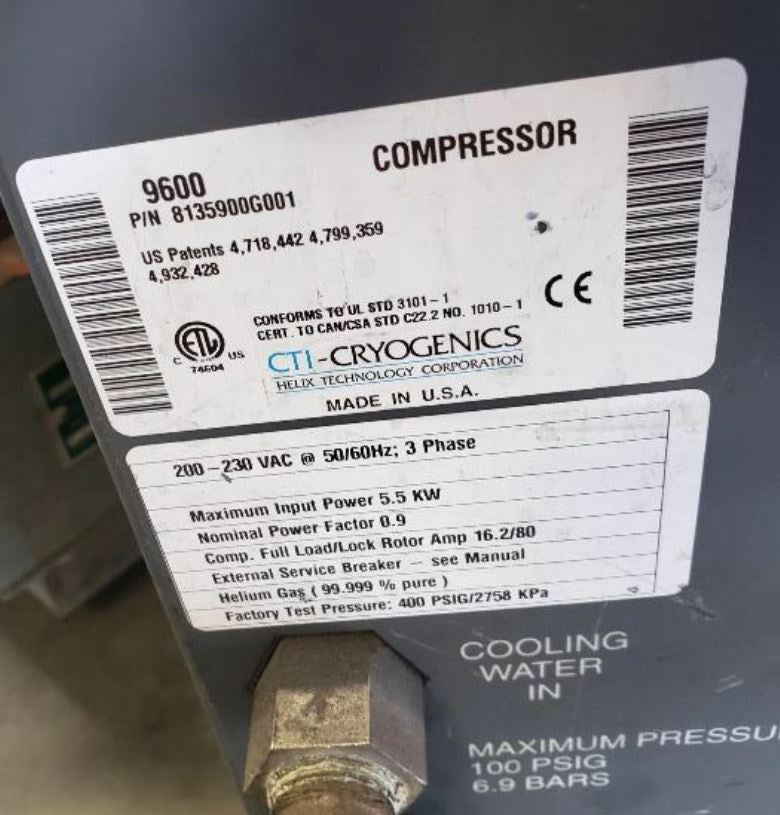 COMPRESSOR
9600
P/N 8135900G001
US Patents 4,718,442 4,799,359
4,932,428
CONFORMS TO UL STD 3101-1
CERT. TO CAN/CSA STD C22.2 NO. 1010-1
CE
C ETL US
74604
CTI-CRYOGENICS
HELIX TECHNOLOGY CORPORATION
MADE IN U.S.A.
200-230 VAC @ 50/60Hz; 3 Phase
Maximum Input Power 5.5 KW
Nominal Power Factor 0.9
Comp. Full Load/Lock Rotor Amp 16.2/80
External Service Breaker - see Manual
Helium Gas ( 99.999 % pure )
Factory Test Pressure: 400 PSIG/2758 KPa
COOLING
WATER
IN
MAXIMUM PRESSU
100 PSIG
6.9 BARS